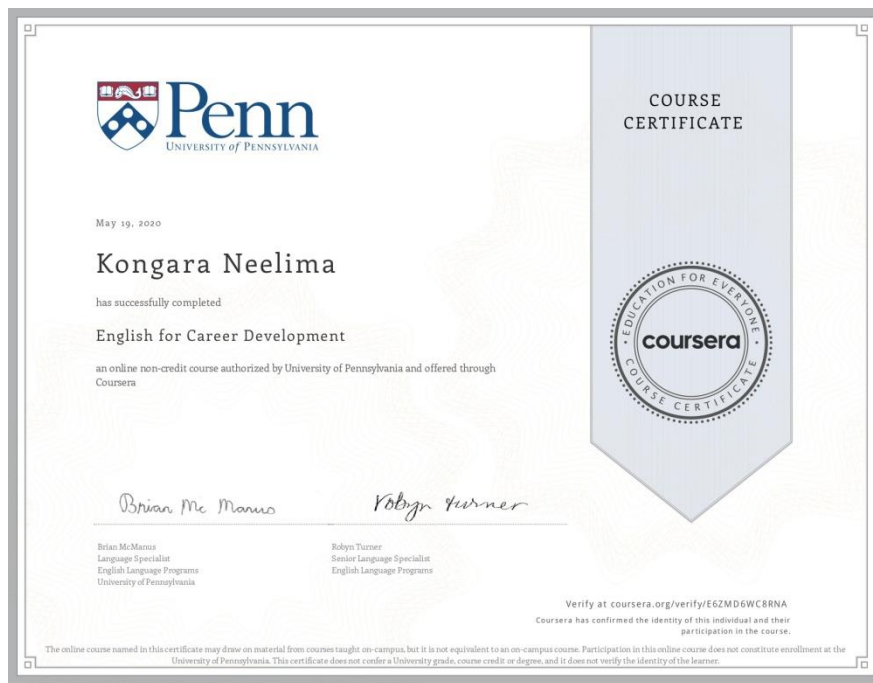 Penn
UNIVERSITY of PENNSYLVANIA
COURSE
CERTIFICATE
May 19, 2020
Kongara Neelima
has successfully completed
English for Career Development
an online non-credit course authorized by University of Pennsylvania and offered through
Coursera
EDUCATION FOR EVERYONE
coursera
COURSE CERTIFICATE
Brian Mc Manus
Robyn Turner
Brian McManus
Language Specialist
English Language Programs
University of Pennsylvania
Robyn Turner
Senior Language Specialist
English Language Programs
Verify at coursera.org/verify/E6ZMD6WC8RNA
Coursera has confirmed the identity of this individual and their
participation in the course.
The online course named in this certificate may draw on material from courses taught on-campus, but it is not equivalent to an on-campus course. Participation in this online course does not constitute enrollment at the
University of Pennsylvania. This certificate does not confer a University grade, course credit or degree, and it does not verify the identity of the learner.